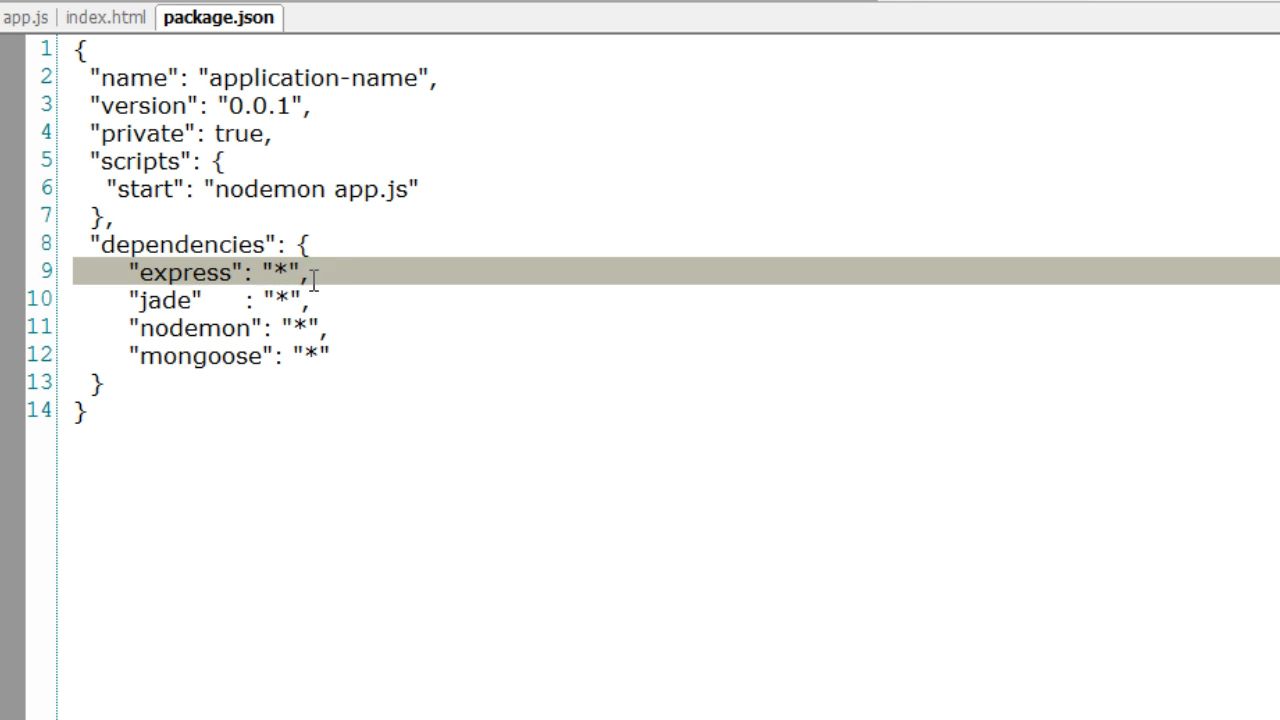 app.js index.html package.json
1 {
2 "name": "application-name",
3 "version": "0.0.1",
4 "private": true,
5 "scripts": {
6 "start": "nodemon app.js"
7 },
8 "dependencies": {
9 "express": "*",
10 "jade" : "*",
11 "nodemon": "*",
12 "mongoose": "*"
13 }
14 }